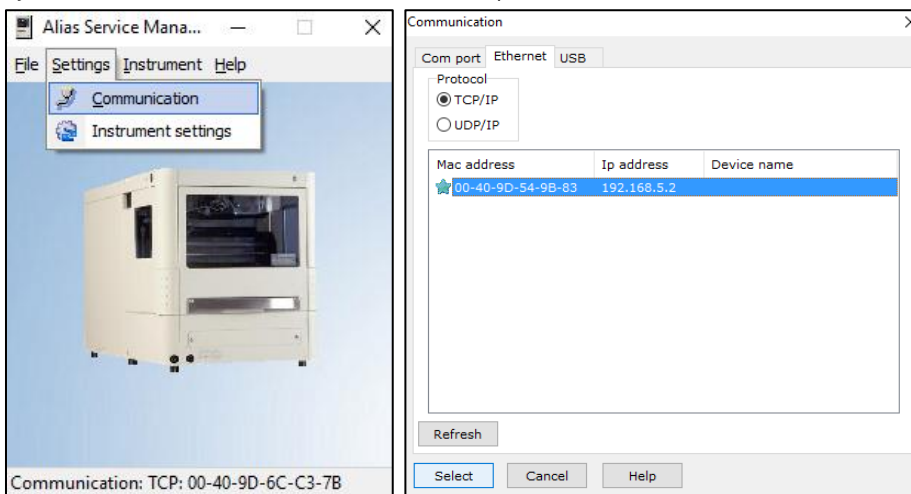 Alias Service Mana...
File Settings Instrument Help
Communication
Instrument settings
Communication: TCP: 00-40-9D-6C-C3-7B
Communication
Com port Ethernet USB
Protocol
TCP/IP
UDP/IP
Mac address Ip address Device name
00-40-9D-54-9B-83 192.168.5.2
Refresh
Select Cancel Help